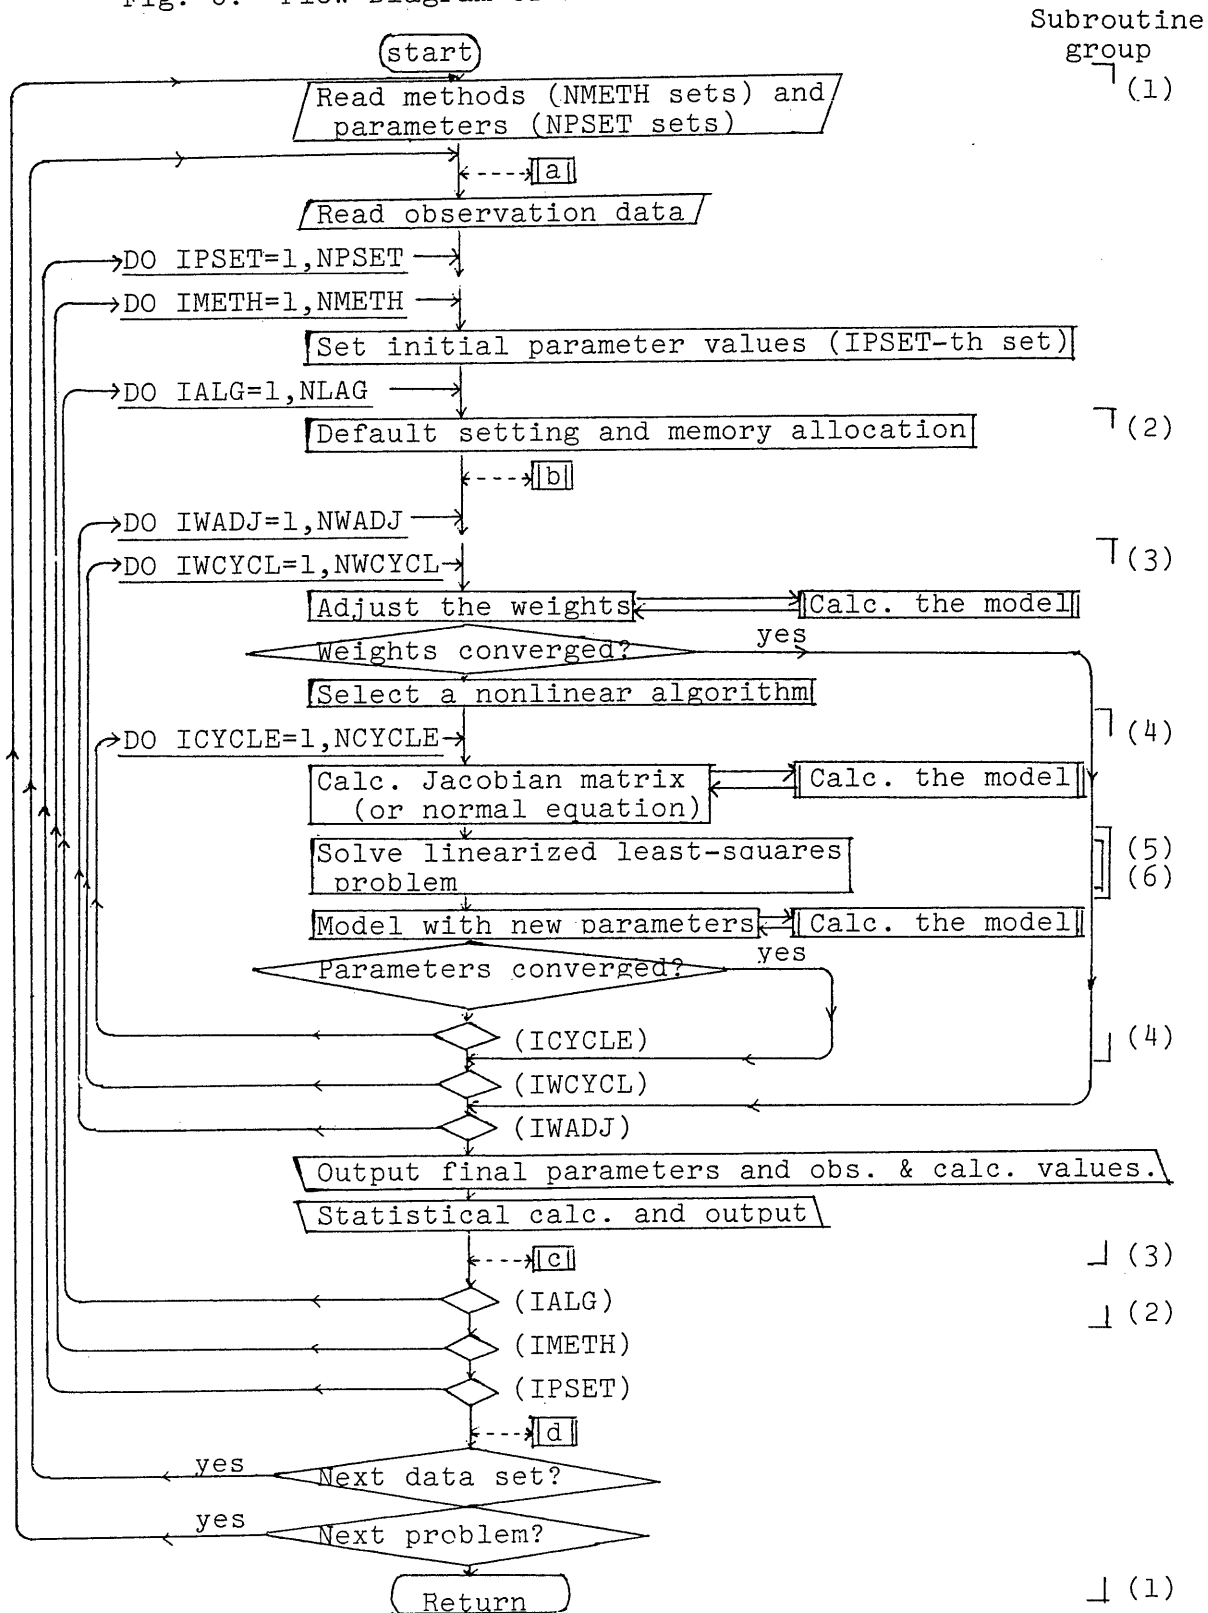 Subroutine
group
start
Read methods (NMETH sets) and
parameters (NPSET sets)
(1)
a
Read observation data
DO IPSET=1,NPSET
DO IMETH=1,NMETH
Set initial parameter values (IPSET-th set)
DO IALG=1,NLAG
Default setting and memory allocation
(2)
b
DO IWADJ=1,NWADJ
DO IWCYCL=1,NWCYCL
(3)
Adjust the weights
Calc. the model
Weights converged?
yes
Select a nonlinear algorithm
DO ICYCLE=1,NCYCLE
(4)
Calc. Jacobian matrix
(or normal equation)
Calc. the model
Solve linearized least-squares
problem
(5)
(6)
Model with new parameters
Calc. the model
Parameters converged?
yes
(ICYCLE)
(4)
(IWCYCL)
(IWADJ)
Output final parameters and obs. & calc. values.
Statistical calc. and output
c
(3)
(IALG)
(2)
(IMETH)
(IPSET)
d
yes
Next data set?
yes
Next problem?
Return
(1)